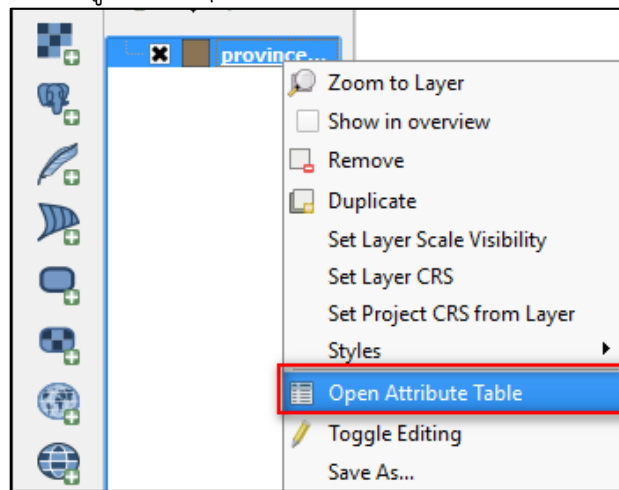 province...
Zoom to Layer
Show in overview
Remove
Duplicate
Set Layer Scale Visibility
Set Layer CRS
Set Project CRS from Layer
Styles
Open Attribute Table
Toggle Editing
Save As...